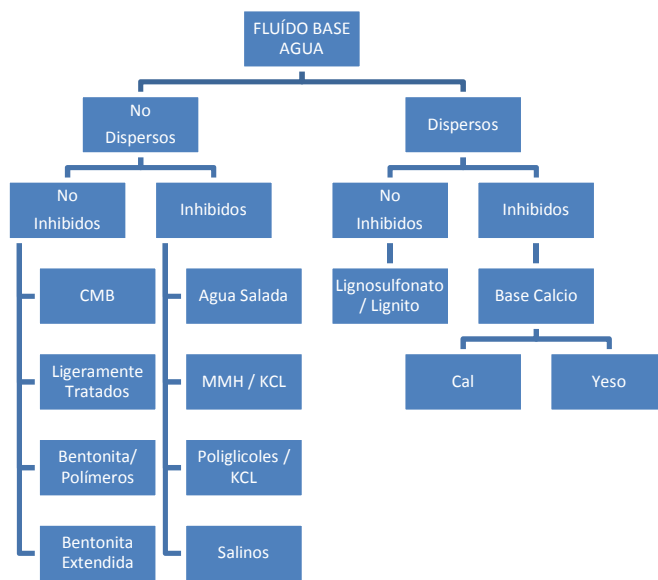 FLUÍDO BASE
AGUA
No
Dispersos
Dispersos
No
Inhibidos
Inhibidos
No
Inhibidos
Inhibidos
CMB
Agua Salada
Lignosulfonato
/ Lignito
Base Calcio
Ligeramente
Tratados
MMH / KCL
Cal
Yeso
Bentonita/
Polímeros
Poliglicoles /
KCL
Bentonita
Extendida
Salinos